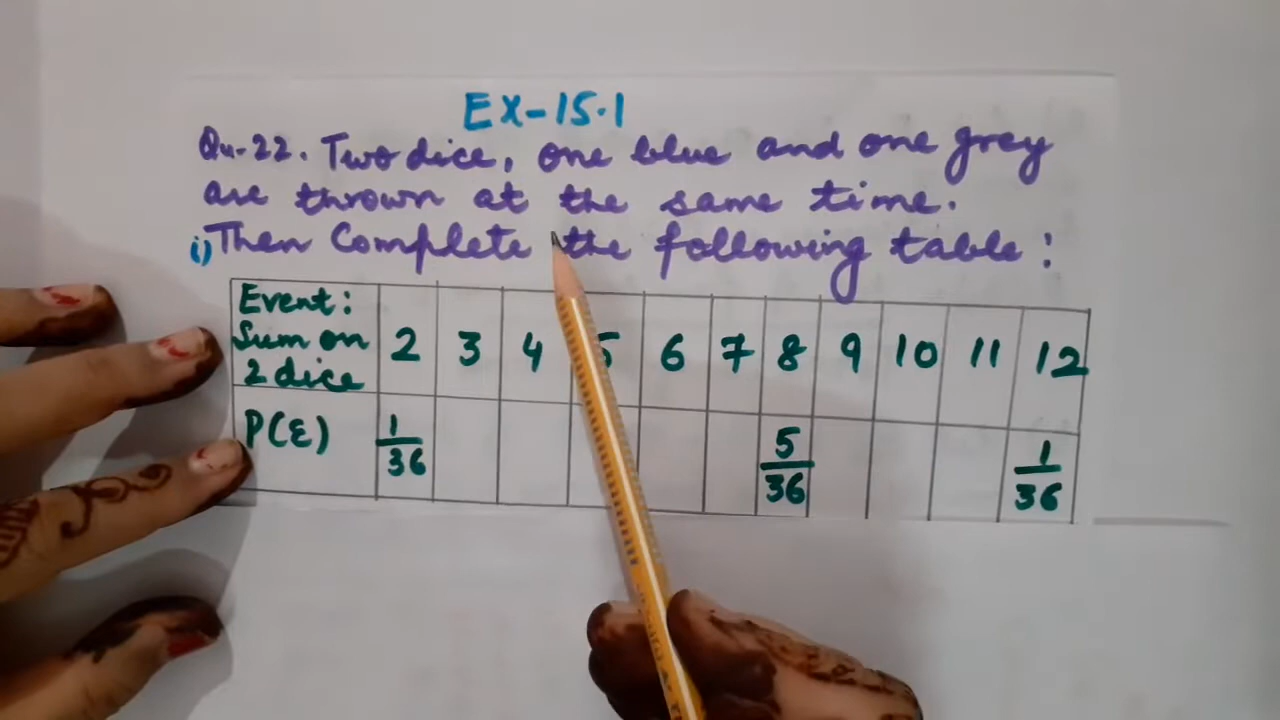 EX-15.1
Qu-22. Two dice, one blue and one grey
are thrown at the same time.
i) Then Complete the following table:
Event: Sum on 2 dice 2 3 4 5 6 7 8 9 10 11 12
P(E) 1/36 5/36 1/36